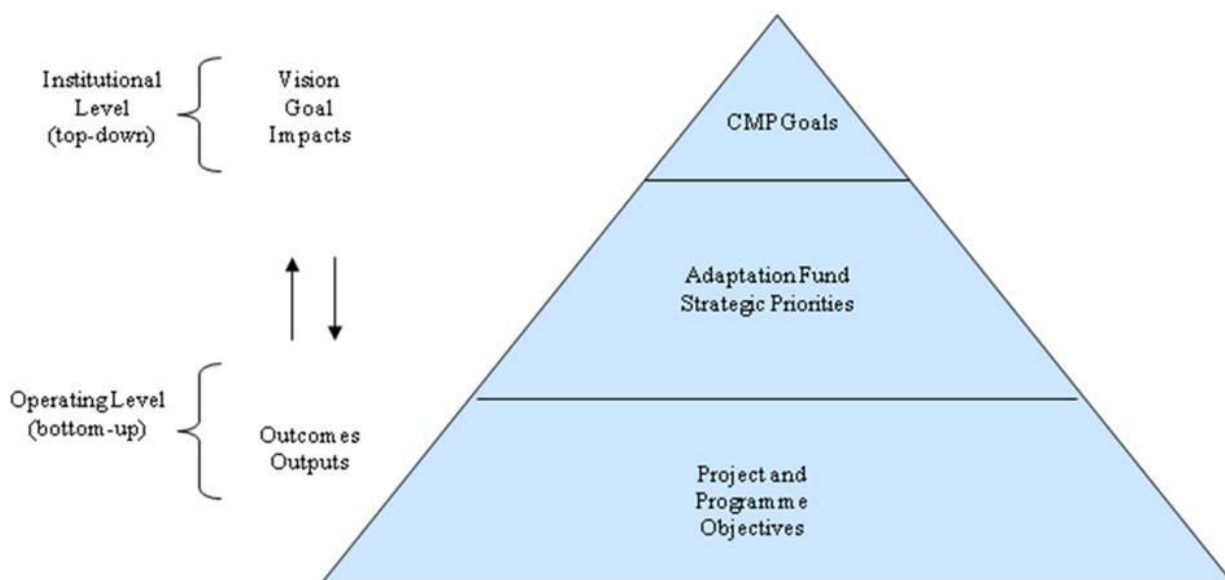 Institutional
Level
(top-down)
Vision
Goal
Impacts
CMP Goals
Adaptation Fund
Strategic Priorities
Operating Level
(bottom-up)
Outcomes
Outputs
Project and
Programme
Objectives